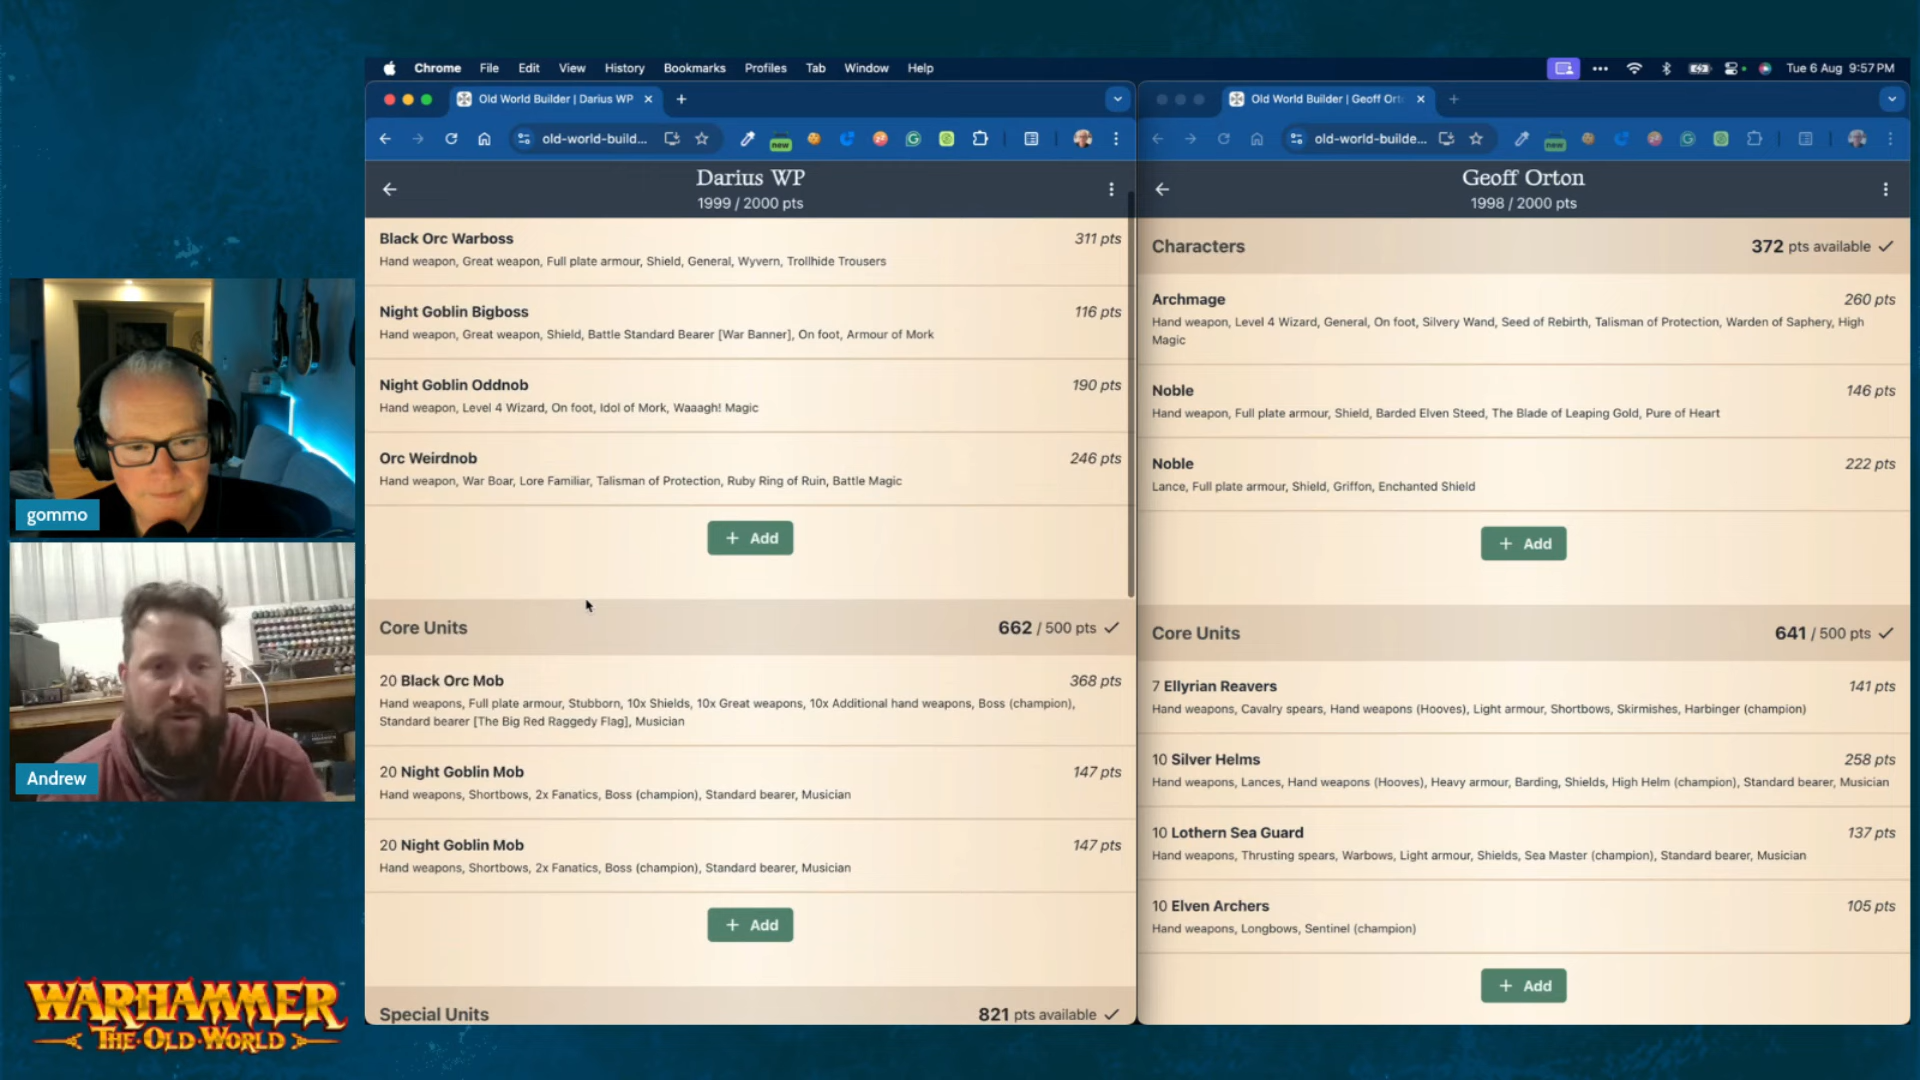 Chrome File Edit View History Bookmarks Profiles Tab Window Help
Tue 6 Aug 9:57 PM
Old World Builder | Darius WP
old-world-build...
new
Darius WP
1999 / 2000 pts
Black Orc Warboss 311 pts
Hand weapon, Great weapon, Full plate armour, Shield, General, Wyvern, Trollhide Trousers
Night Goblin Bigboss 116 pts
Hand weapon, Great weapon, Shield, Battle Standard Bearer [War Banner], On foot, Armour of Mork
Night Goblin Oddnob 190 pts
Hand weapon, Level 4 Wizard, On foot, Idol of Mork, Waaagh! Magic
Orc Weirdnob 246 pts
Hand weapon, War Boar, Lore Familiar, Talisman of Protection, Ruby Ring of Ruin, Battle Magic
+ Add
Core Units 662 / 500 pts
20 Black Orc Mob 368 pts
Hand weapons, Full plate armour, Stubborn, 10x Shields, 10x Great weapons, 10x Additional hand weapons, Boss (champion),
Standard bearer [The Big Red Raggedy Flag], Musician
20 Night Goblin Mob 147 pts
Hand weapons, Shortbows, 2x Fanatics, Boss (champion), Standard bearer, Musician
20 Night Goblin Mob 147 pts
Hand weapons, Shortbows, 2x Fanatics, Boss (champion), Standard bearer, Musician
+ Add
Special Units 821 pts available
Old World Builder | Geoff Ort
old-world-builde...
new
Geoff Orton
1998 / 2000 pts
Characters 372 pts available
Archmage 260 pts
Hand weapon, Level 4 Wizard, General, On foot, Silvery Wand, Seed of Rebirth, Talisman of Protection, Warden of Saphery, High
Magic
Noble 146 pts
Hand weapon, Full plate armour, Shield, Barded Elven Steed, The Blade of Leaping Gold, Pure of Heart
Noble 222 pts
Lance, Full plate armour, Shield, Griffon, Enchanted Shield
+ Add
Core Units 641 / 500 pts
7 Ellyrian Reavers 141 pts
Hand weapons, Cavalry spears, Hand weapons (Hooves), Light armour, Shortbows, Skirmishes, Harbinger (champion)
10 Silver Helms 258 pts
Hand weapons, Lances, Hand weapons (Hooves), Heavy armour, Barding, Shields, High Helm (champion), Standard bearer, Musician
10 Lothern Sea Guard 137 pts
Hand weapons, Thrusting spears, Warbows, Light armour, Shields, Sea Master (champion), Standard bearer, Musician
10 Elven Archers 105 pts
Hand weapons, Longbows, Sentinel (champion)
+ Add
gommo
Andrew
WARHAMMER
THE OLD WORLD